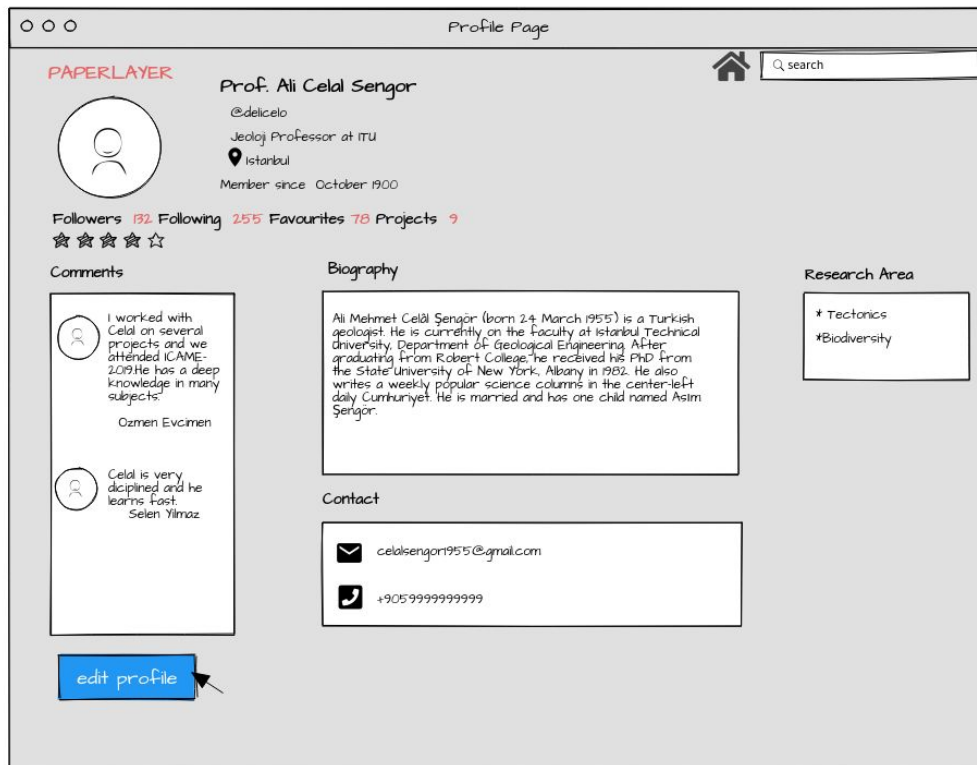 Profile Page
PAPERLAYER
search
Prof. Ali Celal Sengor
@delicelo
Jeoloji Professor at ITU
Istanbul
Member since October 1900
Followers 132 Following 255 Favourites 78 Projects 9
Comments
I worked with
Celal on several
projects and we
attended ICAME-
2019.He has a deep
knowledge in many
subjects.
Ozmen Evcimen
Celal is very
diciplined and he
learns fast.
Selen Yilmaz
Biography
Ali Mehmet Celâl Şengör (born 24 March 1955) is a Turkish
geologist. He is currently on the faculty at Istanbul Technical
University, Department of Geological Engineering. After
graduating from Robert College, he received his PhD from
the State University of New York, Albany in 1982. He also
writes a weekly popular science columns in the center-left
daily Cumhuriyet. He is married and has one child named Asım
Şengör.
Contact
celalsengor1955@gmail.com
+9059999999999
Research Area
* Tectonics
*Biodiversity
edit profile